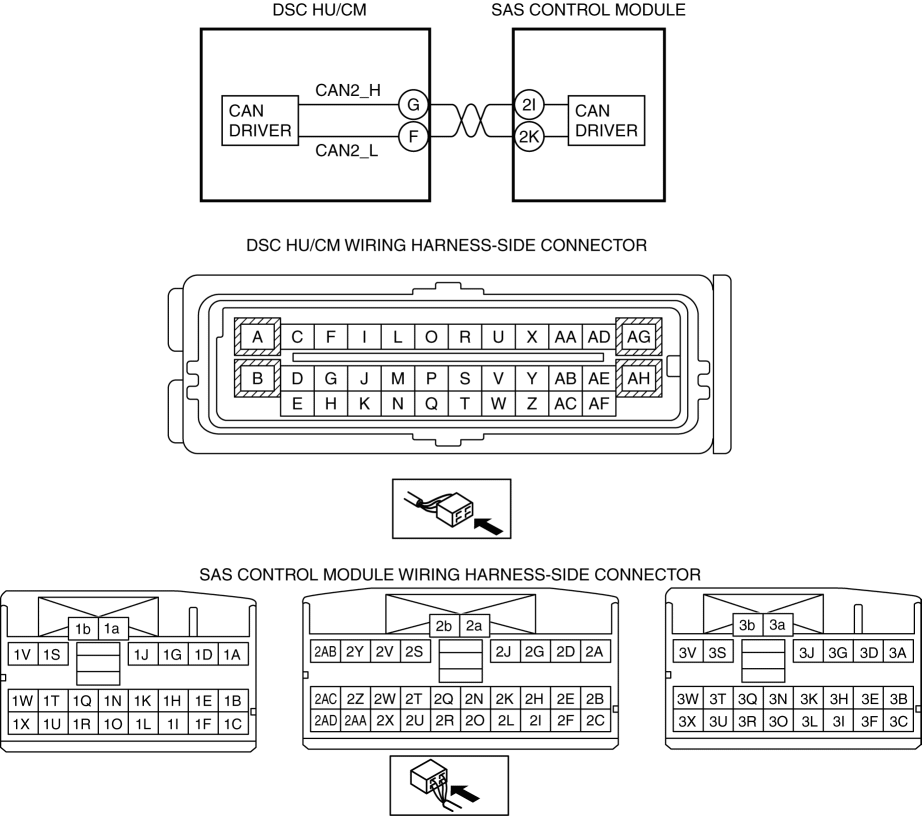 DSC HU/CM
SAS CONTROL MODULE
CAN2_H
CAN DRIVER
G
2I
CAN DRIVER
F
2K
CAN2_L
DSC HU/CM WIRING HARNESS-SIDE CONNECTOR
A C F I L O R U X AA AD AG
B D G J M P S V Y AB AE AH
E H K N Q T W Z AC AF
SAS CONTROL MODULE WIRING HARNESS-SIDE CONNECTOR
1b 1a
1V 1S 1J 1G 1D 1A
1W 1T 1Q 1N 1K 1H 1E 1B
1X 1U 1R 1O 1L 1I 1F 1C
2b 2a
2AB 2Y 2V 2S 2J 2G 2D 2A
2AC 2Z 2W 2T 2Q 2N 2K 2H 2E 2B
2AD 2AA 2X 2U 2R 2O 2L 2I 2F 2C
3b 3a
3V 3S 3J 3G 3D 3A
3W 3T 3Q 3N 3K 3H 3E 3B
3X 3U 3R 3O 3L 3I 3F 3C